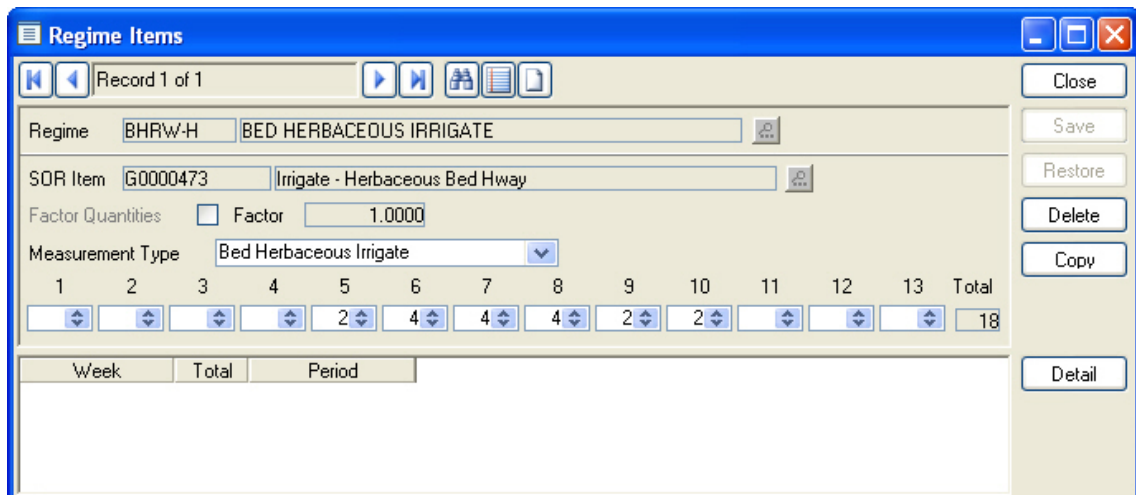 Regime Items
Record 1 of 1
Close
Regime BHRW-H BED HERBACEOUS IRRIGATE
Save
SOR Item G0000473 Irrigate - Herbaceous Bed Hway
Restore
Factor Quantities Factor 1.0000
Delete
Measurement Type Bed Herbaceous Irrigate
Copy
1 2 3 4 5 6 7 8 9 10 11 12 13 Total
2 4 4 4 2 2 18
Week Total Period
Detail